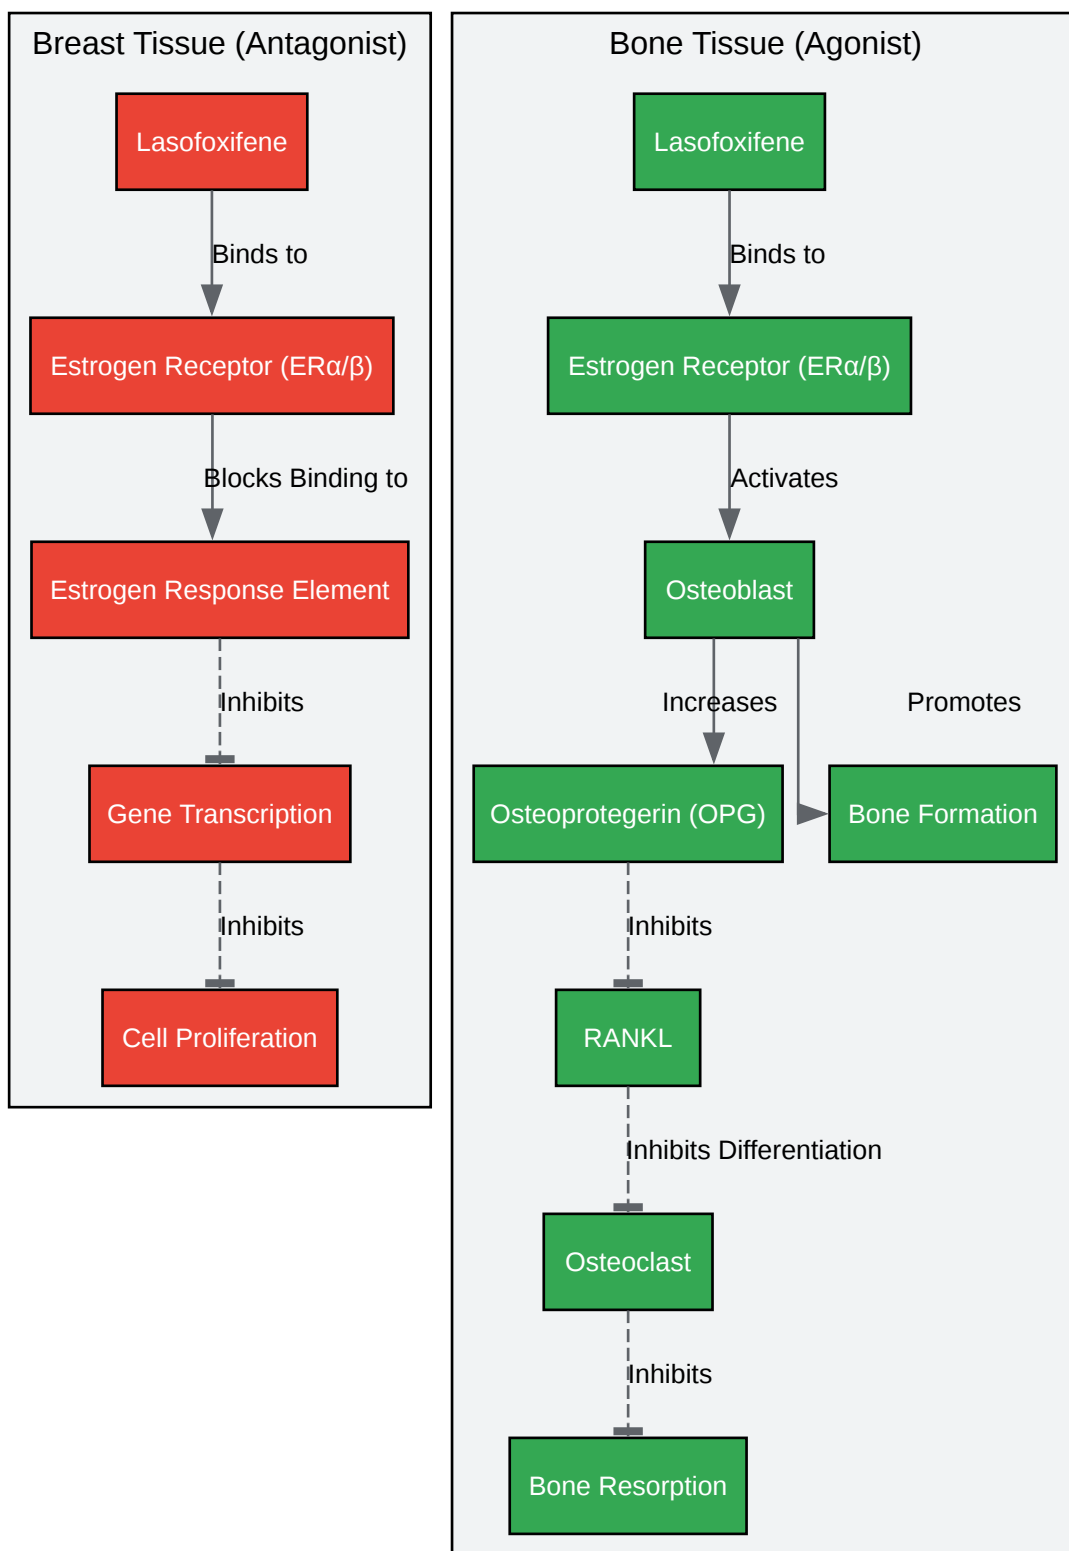 Breast Tissue (Antagonist)
Lasofoxifene
Binds to
Estrogen Receptor (ERα/β)
Blocks Binding to
Estrogen Response Element
Inhibits
Gene Transcription
Inhibits
Cell Proliferation
Bone Tissue (Agonist)
Lasofoxifene
Binds to
Estrogen Receptor (ERα/β)
Activates
Osteoblast
Increases
Promotes
Osteoprotegerin (OPG)
Bone Formation
Inhibits
RANKL
Inhibits Differentiation
Osteoclast
Inhibits
Bone Resorption